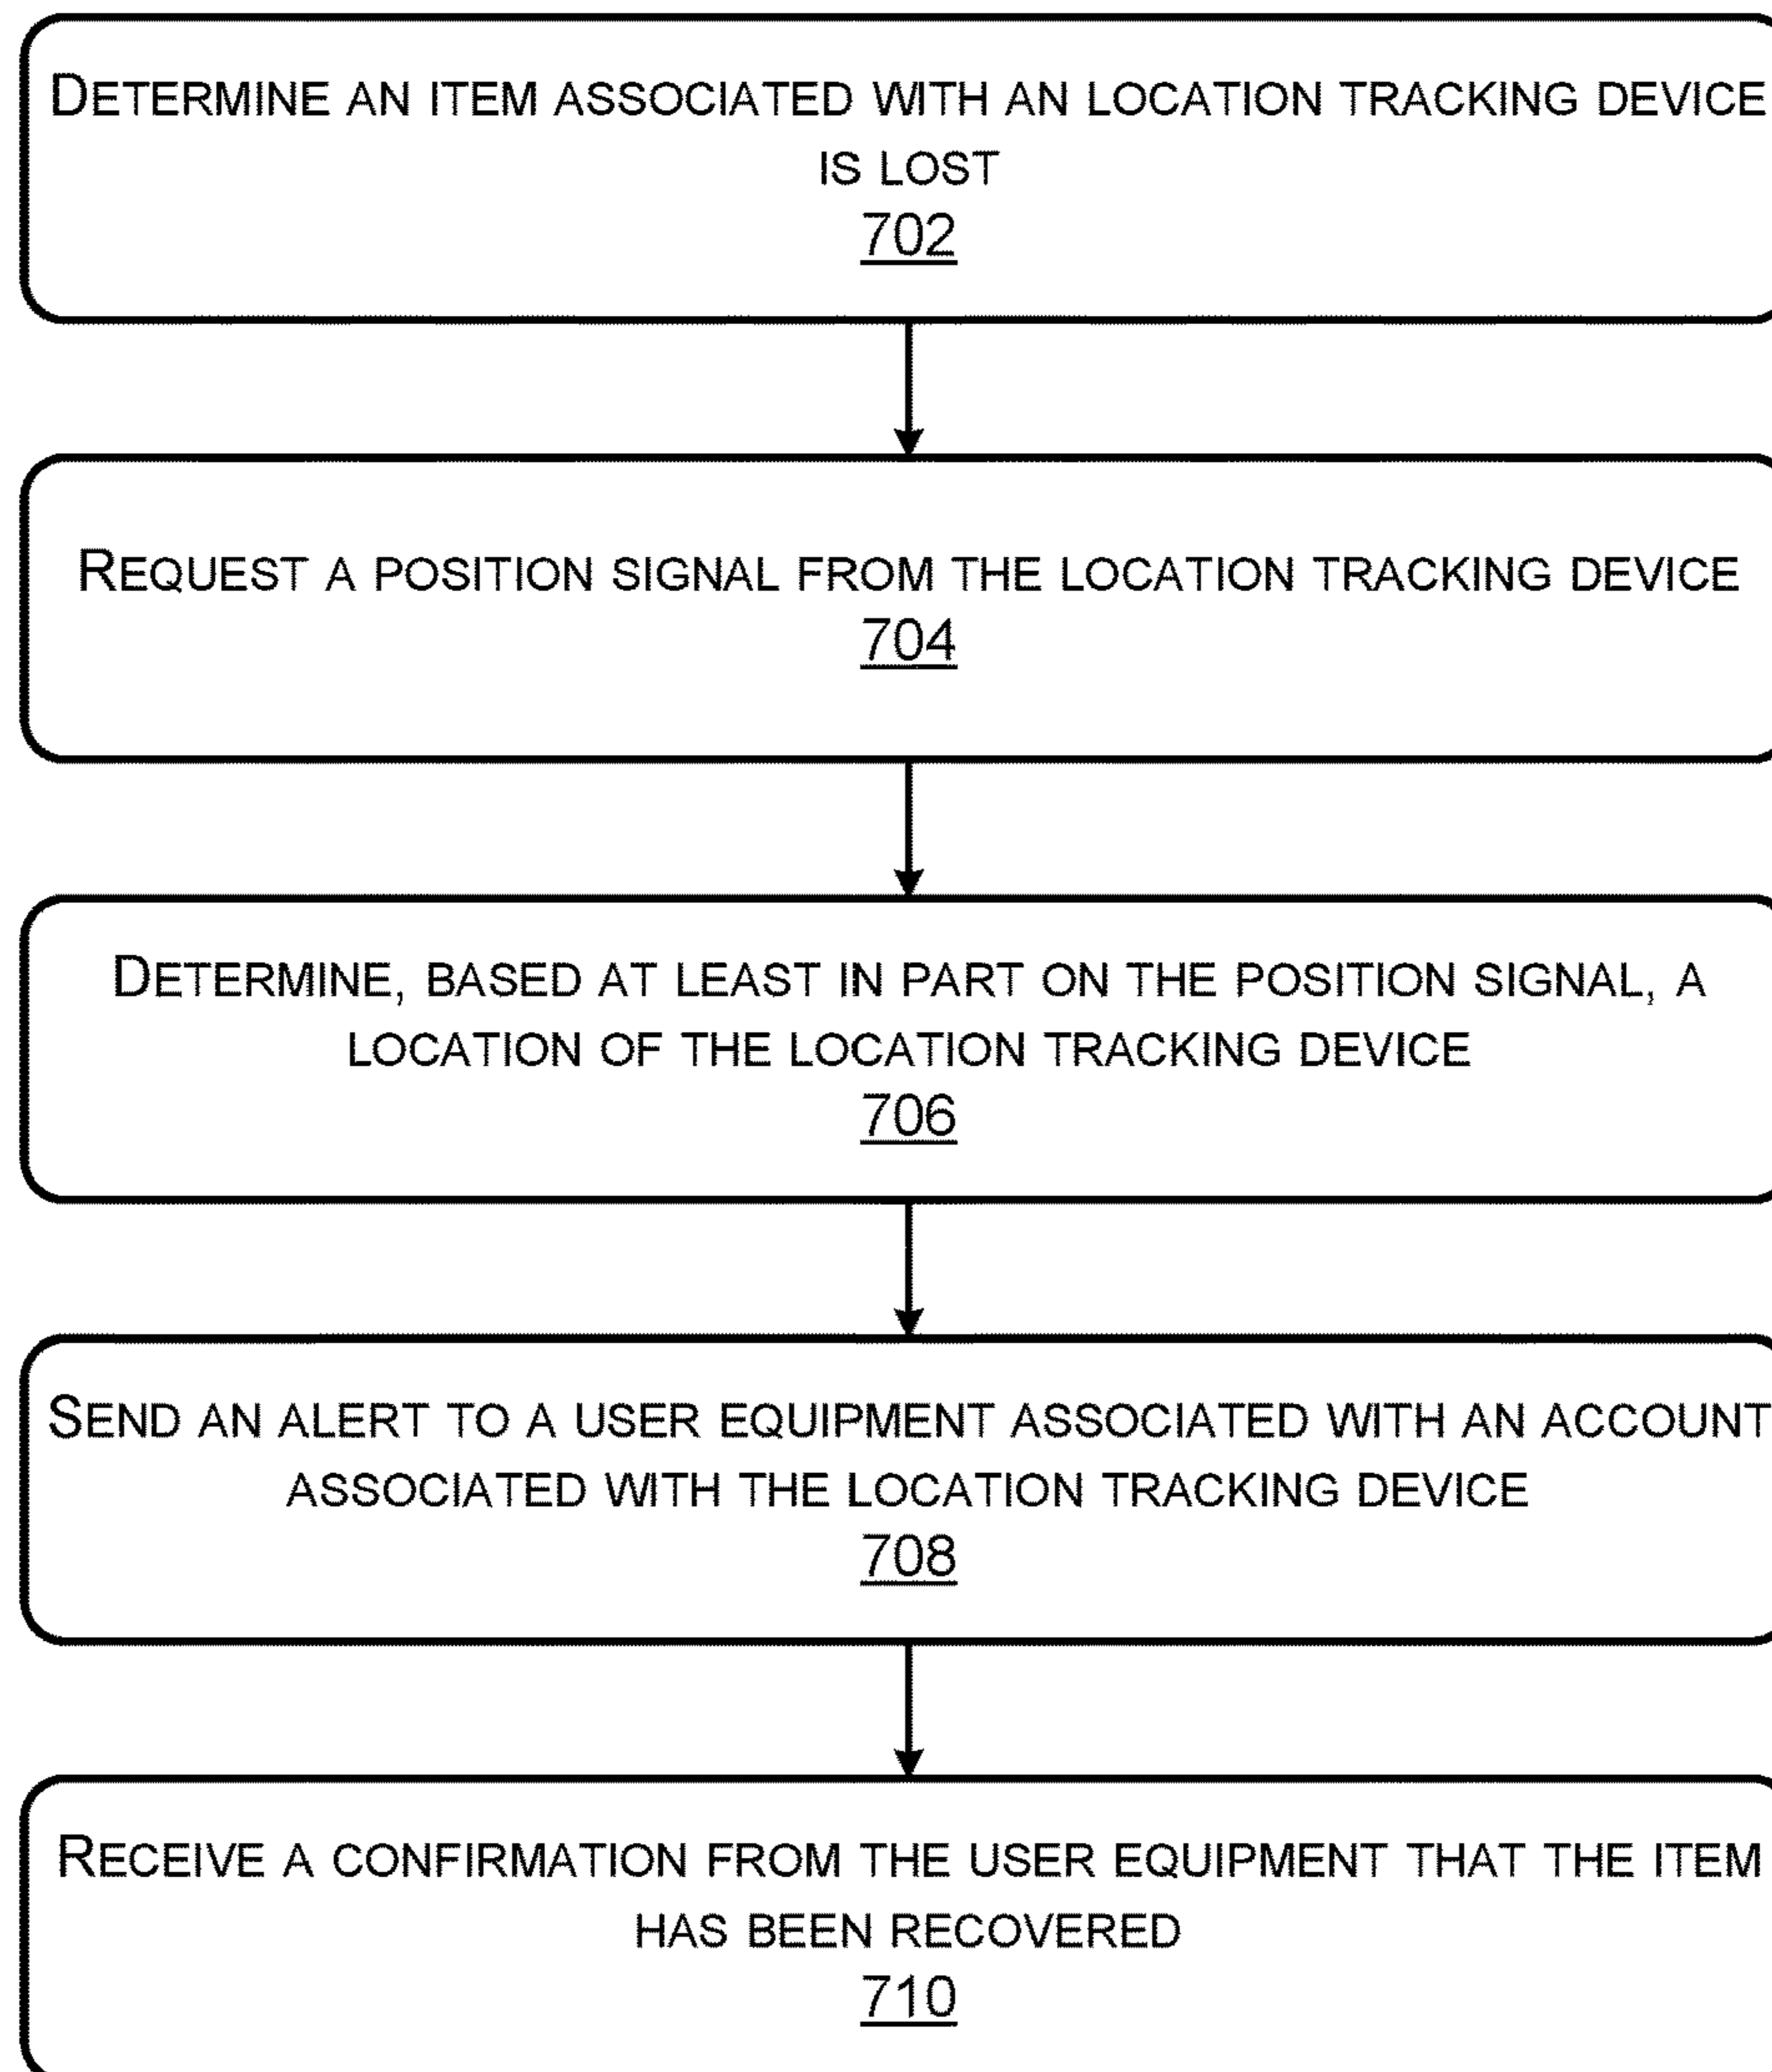 DETERMINE AN ITEM ASSOCIATED WITH AN LOCATION TRACKING DEVICE
IS LOST
702
REQUEST A POSITION SIGNAL FROM THE LOCATION TRACKING DEVICE
704
DETERMINE, BASED AT LEAST IN PART ON THE POSITION SIGNAL, A
LOCATION OF THE LOCATION TRACKING DEVICE
706
SEND AN ALERT TO A USER EQUIPMENT ASSOCIATED WITH AN ACCOUNT
ASSOCIATED WITH THE LOCATION TRACKING DEVICE
708
RECEIVE A CONFIRMATION FROM THE USER EQUIPMENT THAT THE ITEM
HAS BEEN RECOVERED
710